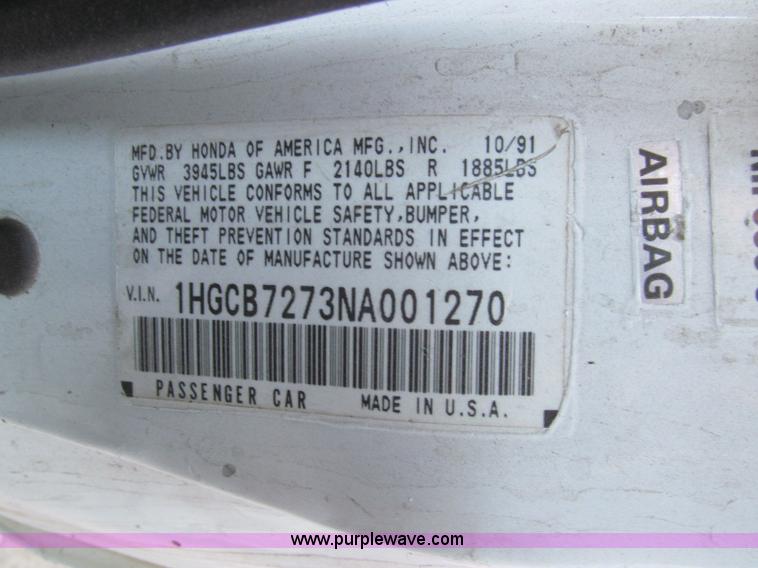 MFD.BY HONDA OF AMERICA MFG.,INC. 10/91
GVWR 3945LBS GAWR F 2140LBS R 1885LBS
THIS VEHICLE CONFORMS TO ALL APPLICABLE
FEDERAL MOTOR VEHICLE SAFETY,BUMPER,
AND THEFT PREVENTION STANDARDS IN EFFECT
ON THE DATE OF MANUFACTURE SHOWN ABOVE:
V.I.N. 1HGCB7273NA001270
PASSENGER CAR MADE IN U.S.A.
AIRBAG
www.purplewave.com